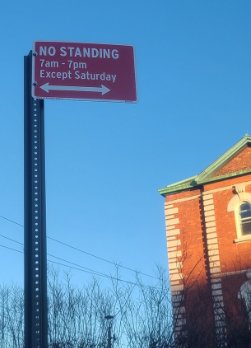 NO STANDING
7am - 7pm
Except Saturday